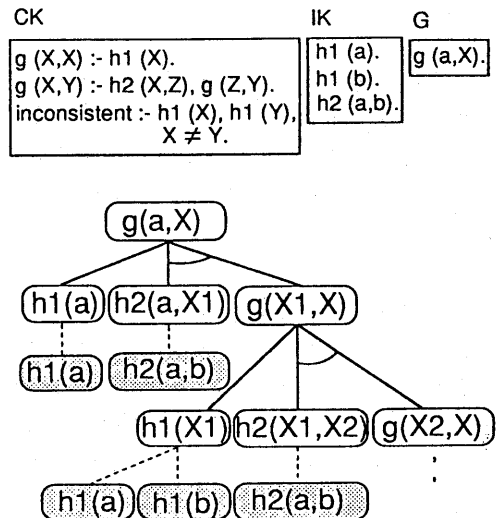 CK IK G
g (X,X) :- h1 (X).
g (X,Y) :- h2 (X,Z), g (Z,Y).
inconsistent :- h1 (X), h1 (Y),
X ≠ Y.
h1 (a).
h1 (b).
h2 (a,b).
g (a,X).
g(a,X)
h1(a) h2(a,X1) g(X1,X)
h1(a) h2(a,b)
h1(X1) h2(X1,X2) g(X2,X)
h1(a) h1(b) h2(a,b)